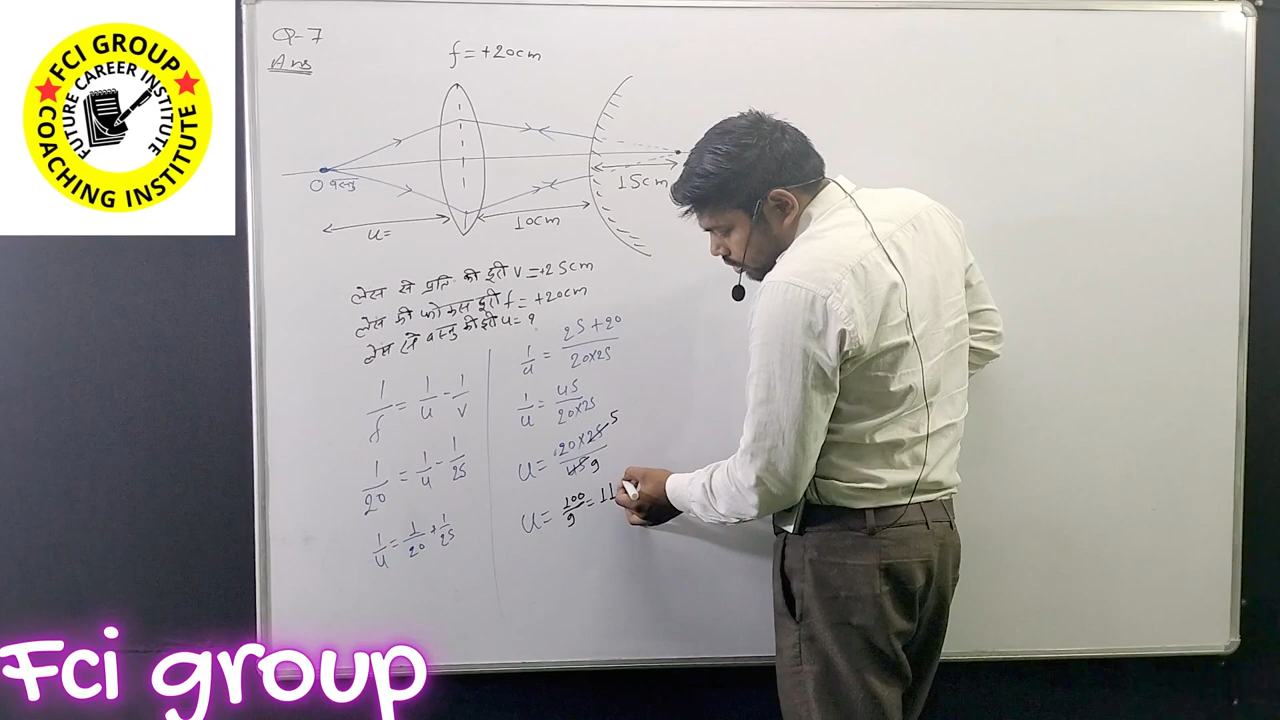 FCI GROUP
FUTURE CAREER INSTITUTE
COACHING INSTITUTE
Q-7
Ans
f = +20cm
O वस्तु
15cm
u=
10cm
लेंस से प्रति. की दूरी v = +25cm
लेंस की फोकस दूरी f = +20cm
लेंस से वस्तु की दूरी u = ?
1/f = 1/u - 1/v
1/20 = 1/u - 1/25
1/u = 1/20 + 1/25
1/u = 25+20/20×25
1/u = 45/20×25
u = 20×25/45 5 9
u = 100/9 = 11
Fci group